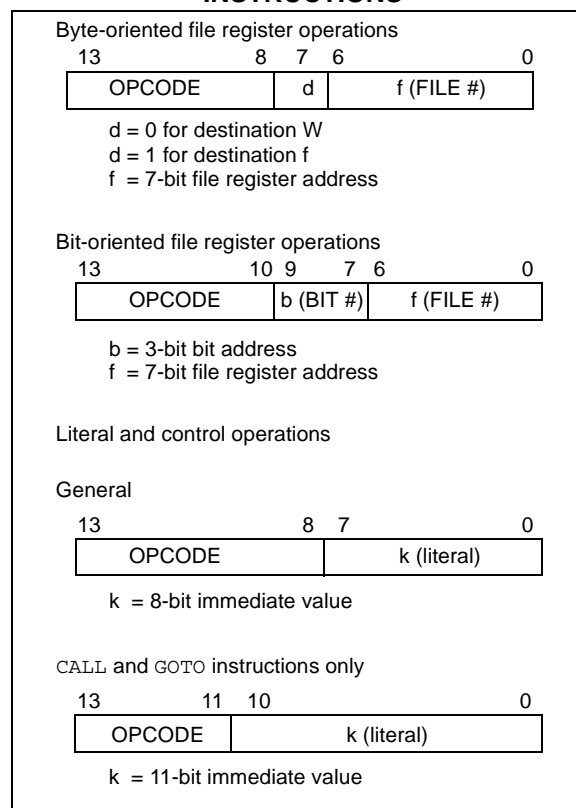 INSTRUCTIONS
Byte-oriented file register operations
13 8 7 6 0
OPCODE d f (FILE #)
d = 0 for destination W
d = 1 for destination f
f = 7-bit file register address
Bit-oriented file register operations
13 10 9 7 6 0
OPCODE b (BIT #) f (FILE #)
b = 3-bit bit address
f = 7-bit file register address
Literal and control operations
General
13 8 7 0
OPCODE k (literal)
k = 8-bit immediate value
CALL and GOTO instructions only
13 11 10 0
OPCODE k (literal)
k = 11-bit immediate value